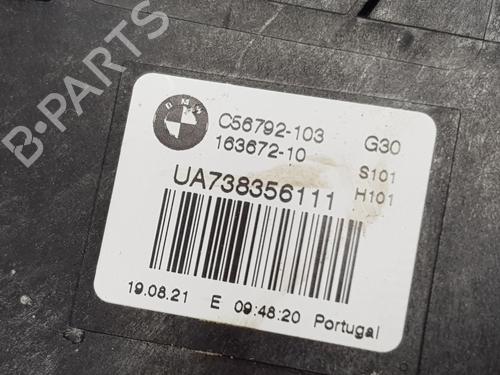 BMW
C56792-103 G30
163672-10 S101
UA738356111 H101
19.08.21 E 09:48:20 Portugal
B-PARTS